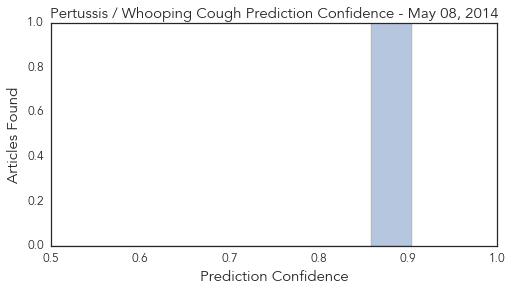 Pertussis / Whooping Cough Prediction Confidence - May 08, 2014
1.0
0.8
0.6
0.4
0.2
0.0
Articles Found
0.5 0.6 0.7 0.8 0.9 1.0
Prediction Confidence